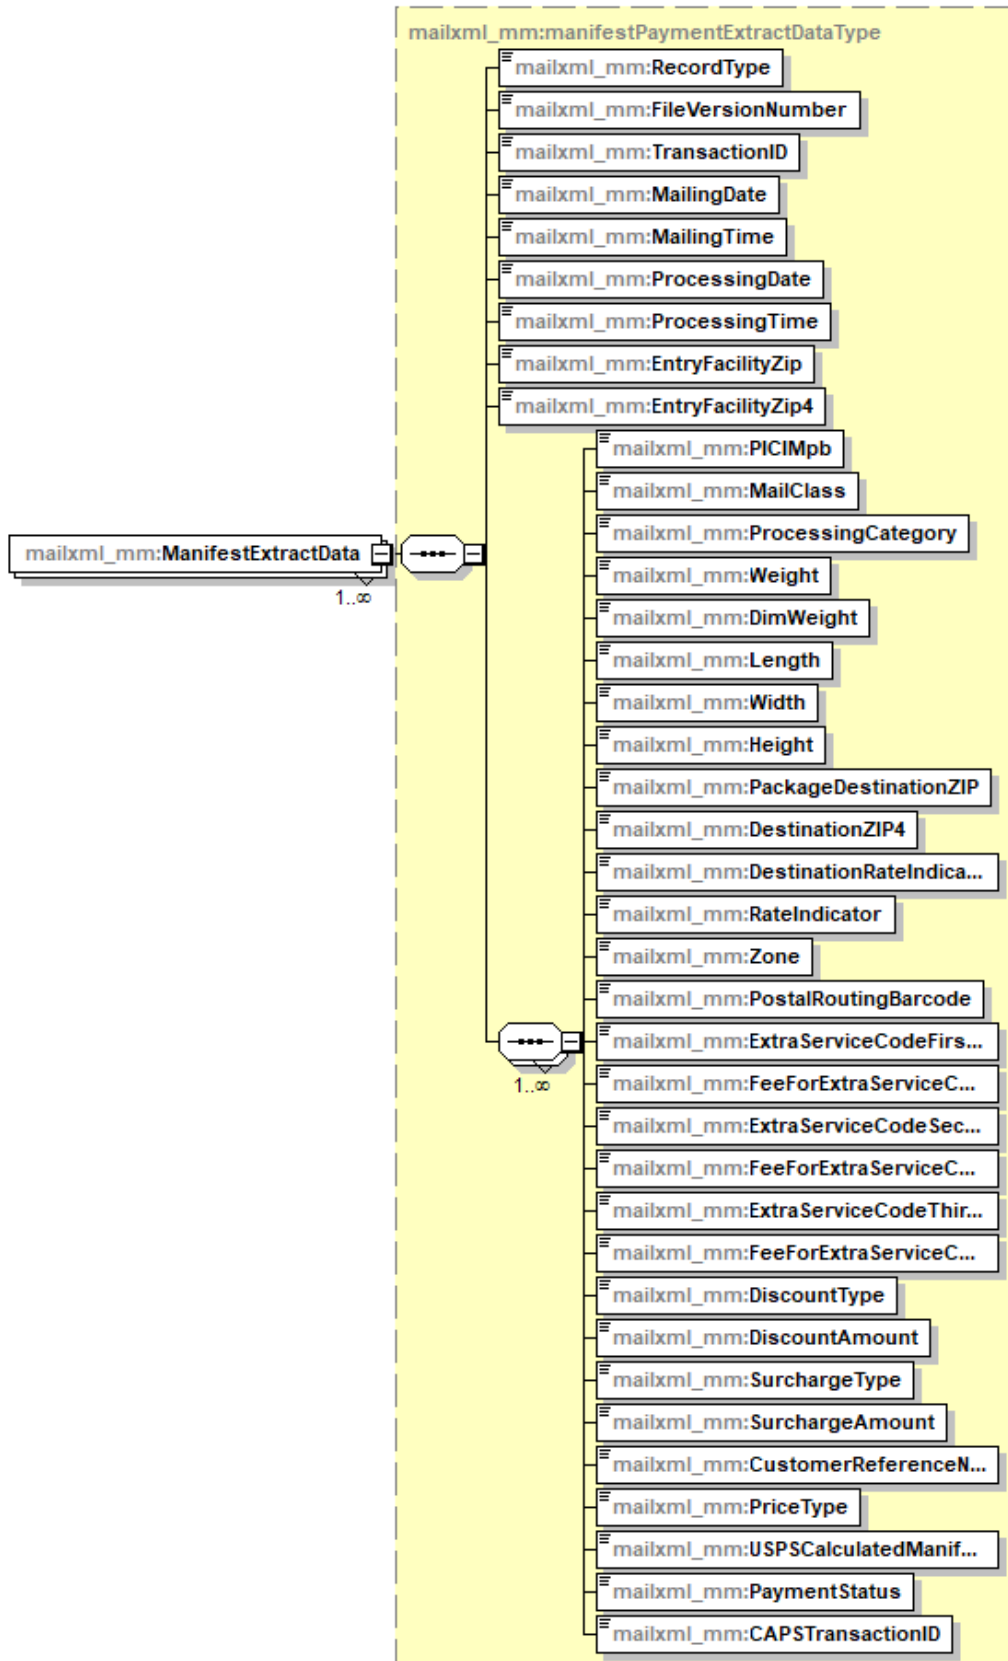 mailxml_mm:manifestPaymentExtractDataType
mailxml_mm:RecordType
mailxml_mm:FileVersionNumber
mailxml_mm:TransactionID
mailxml_mm:MailingDate
mailxml_mm:MailingTime
mailxml_mm:ProcessingDate
mailxml_mm:ProcessingTime
mailxml_mm:EntryFacilityZip
mailxml_mm:EntryFacilityZip4
mailxml_mm:PICIMpb
mailxml_mm:MailClass
mailxml_mm:ProcessingCategory
mailxml_mm:ManifestExtractData
1..∞
mailxml_mm:Weight
mailxml_mm:DimWeight
mailxml_mm:Length
mailxml_mm:Width
mailxml_mm:Height
mailxml_mm:PackageDestinationZIP
mailxml_mm:DestinationZIP4
mailxml_mm:DestinationRateIndica...
mailxml_mm:RateIndicator
mailxml_mm:Zone
mailxml_mm:PostalRoutingBarcode
mailxml_mm:ExtraServiceCodeFirs...
1..∞
mailxml_mm:FeeForExtraServiceC...
mailxml_mm:ExtraServiceCodeSec...
mailxml_mm:FeeForExtraServiceC...
mailxml_mm:ExtraServiceCodeThir...
mailxml_mm:FeeForExtraServiceC...
mailxml_mm:DiscountType
mailxml_mm:DiscountAmount
mailxml_mm:SurchargeType
mailxml_mm:SurchargeAmount
mailxml_mm:CustomerReferenceN...
mailxml_mm:PriceType
mailxml_mm:USPSCalculatedManif...
mailxml_mm:PaymentStatus
mailxml_mm:CAPSTransactionID